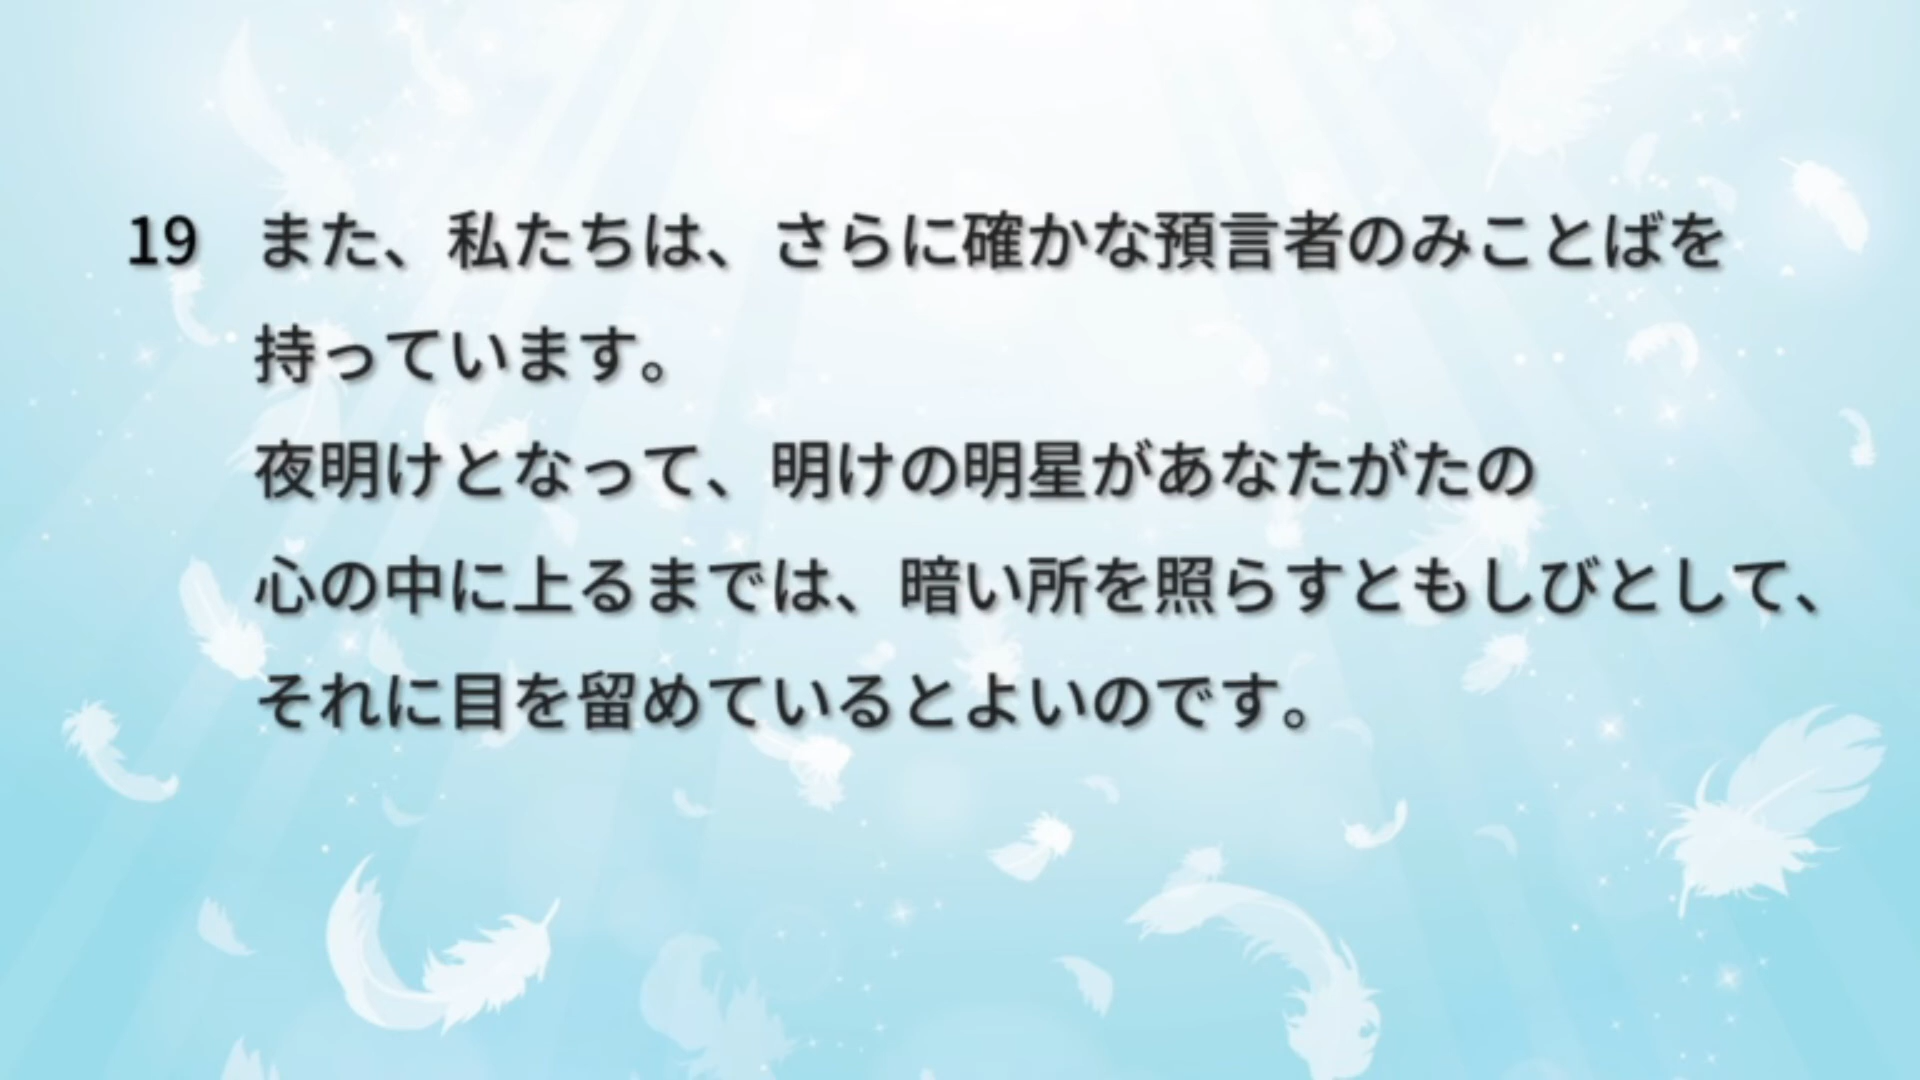 19 また、私たちは、さらに確かな預言者のみことばを
持っています。
夜明けとなって、明けの明星があなたがたの
心の中に上るまでは、暗い所を照らすともしびとして、
それに目を留めているとよいのです。